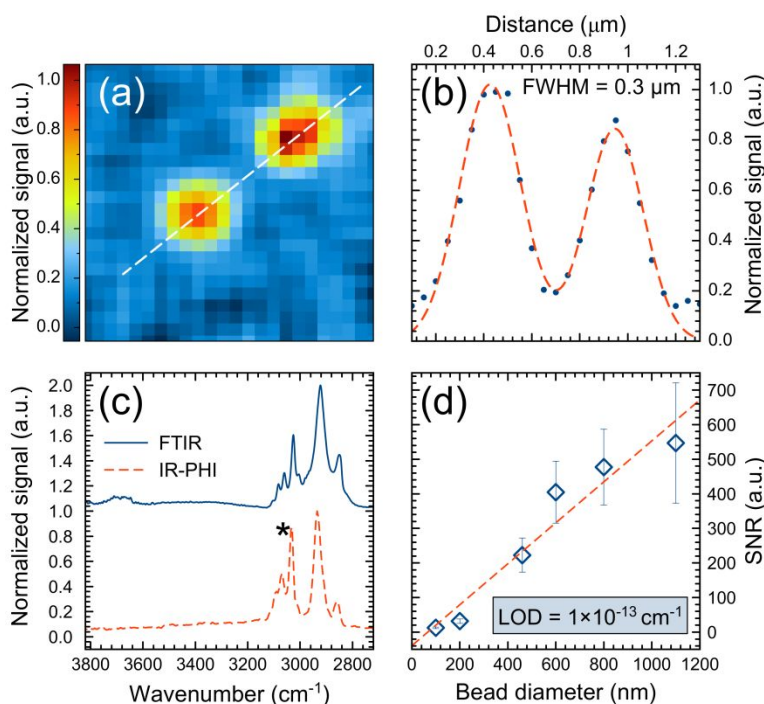 Normalized signal (a.u.)
1.0
0.8
0.6
0.4
0.2
0.0
(a)
Distance (μm)
0.2 0.4 0.6 0.8 1 1.2
(b)
FWHM = 0.3 μm
1.0
0.8
0.6
0.4
0.2
0.0
Normalized signal (a.u.)
Normalized signal (a.u.)
2.0
1.8
1.6
1.4
1.2
1.0
0.8
0.6
0.4
0.2
0.0
(c)
FTIR
IR-PHI
*
3800 3600 3400 3200 3000 2800
Wavenumber (cm⁻¹)
(d)
700
600
500
400
300
200
100
0
SNR (a.u.)
LOD = 1×10⁻¹³ cm⁻¹
0 200 400 600 800 1000 1200
Bead diameter (nm)